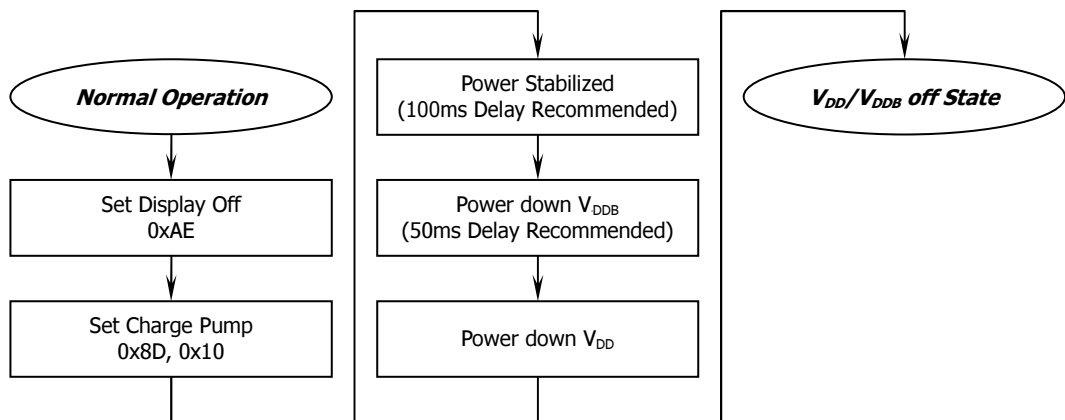 Normal Operation
Set Display Off
0xAE
Set Charge Pump
0x8D, 0x10
Power Stabilized
(100ms Delay Recommended)
Power down VDDB
(50ms Delay Recommended)
Power down VDD
VDD/VDDB off State